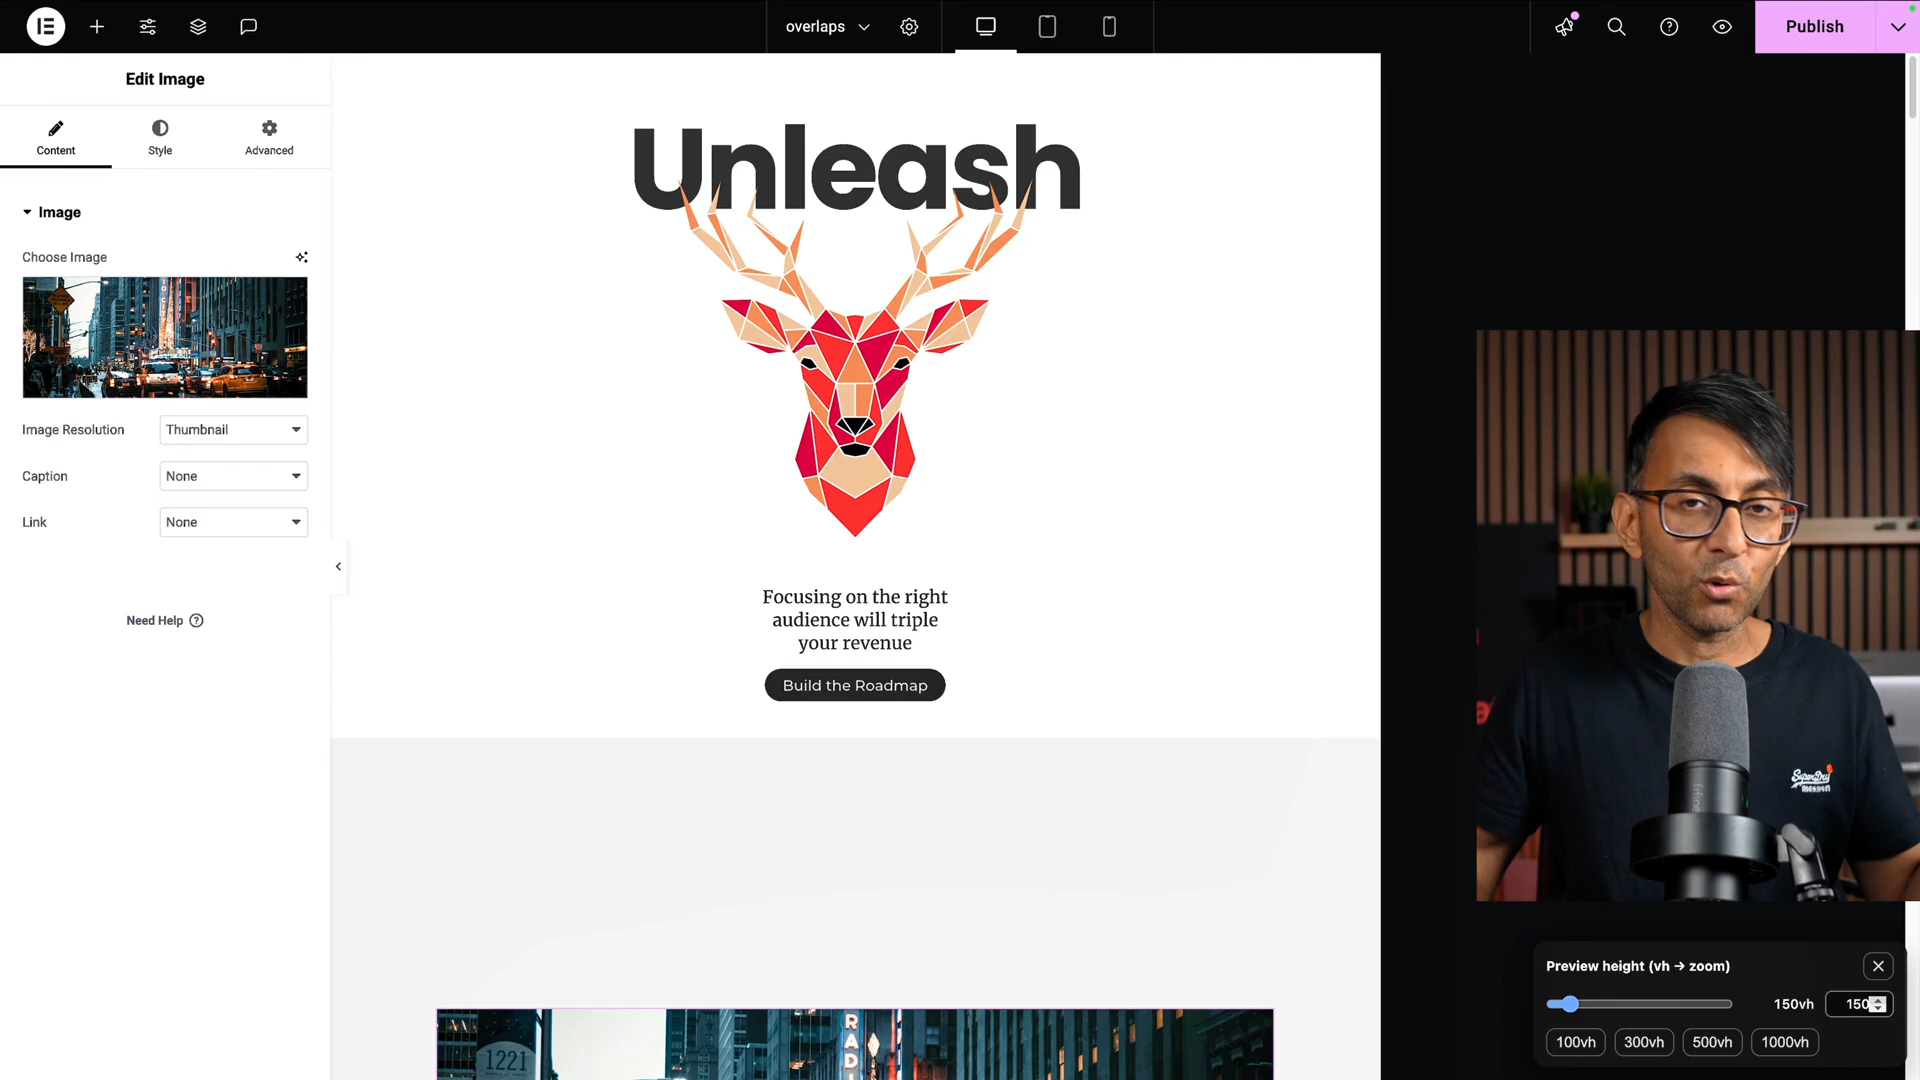 overlaps
Publish
Edit Image
Content
Style
Advanced
Image
Choose Image
Image Resolution
Thumbnail
Caption
None
Link
None
Need Help
Unleash
Focusing on the right
audience will triple
your revenue
Build the Roadmap
1221
RADI
SuperDry
fifine
Preview height (vh → zoom)
150vh
150
100vh
300vh
500vh
1000vh